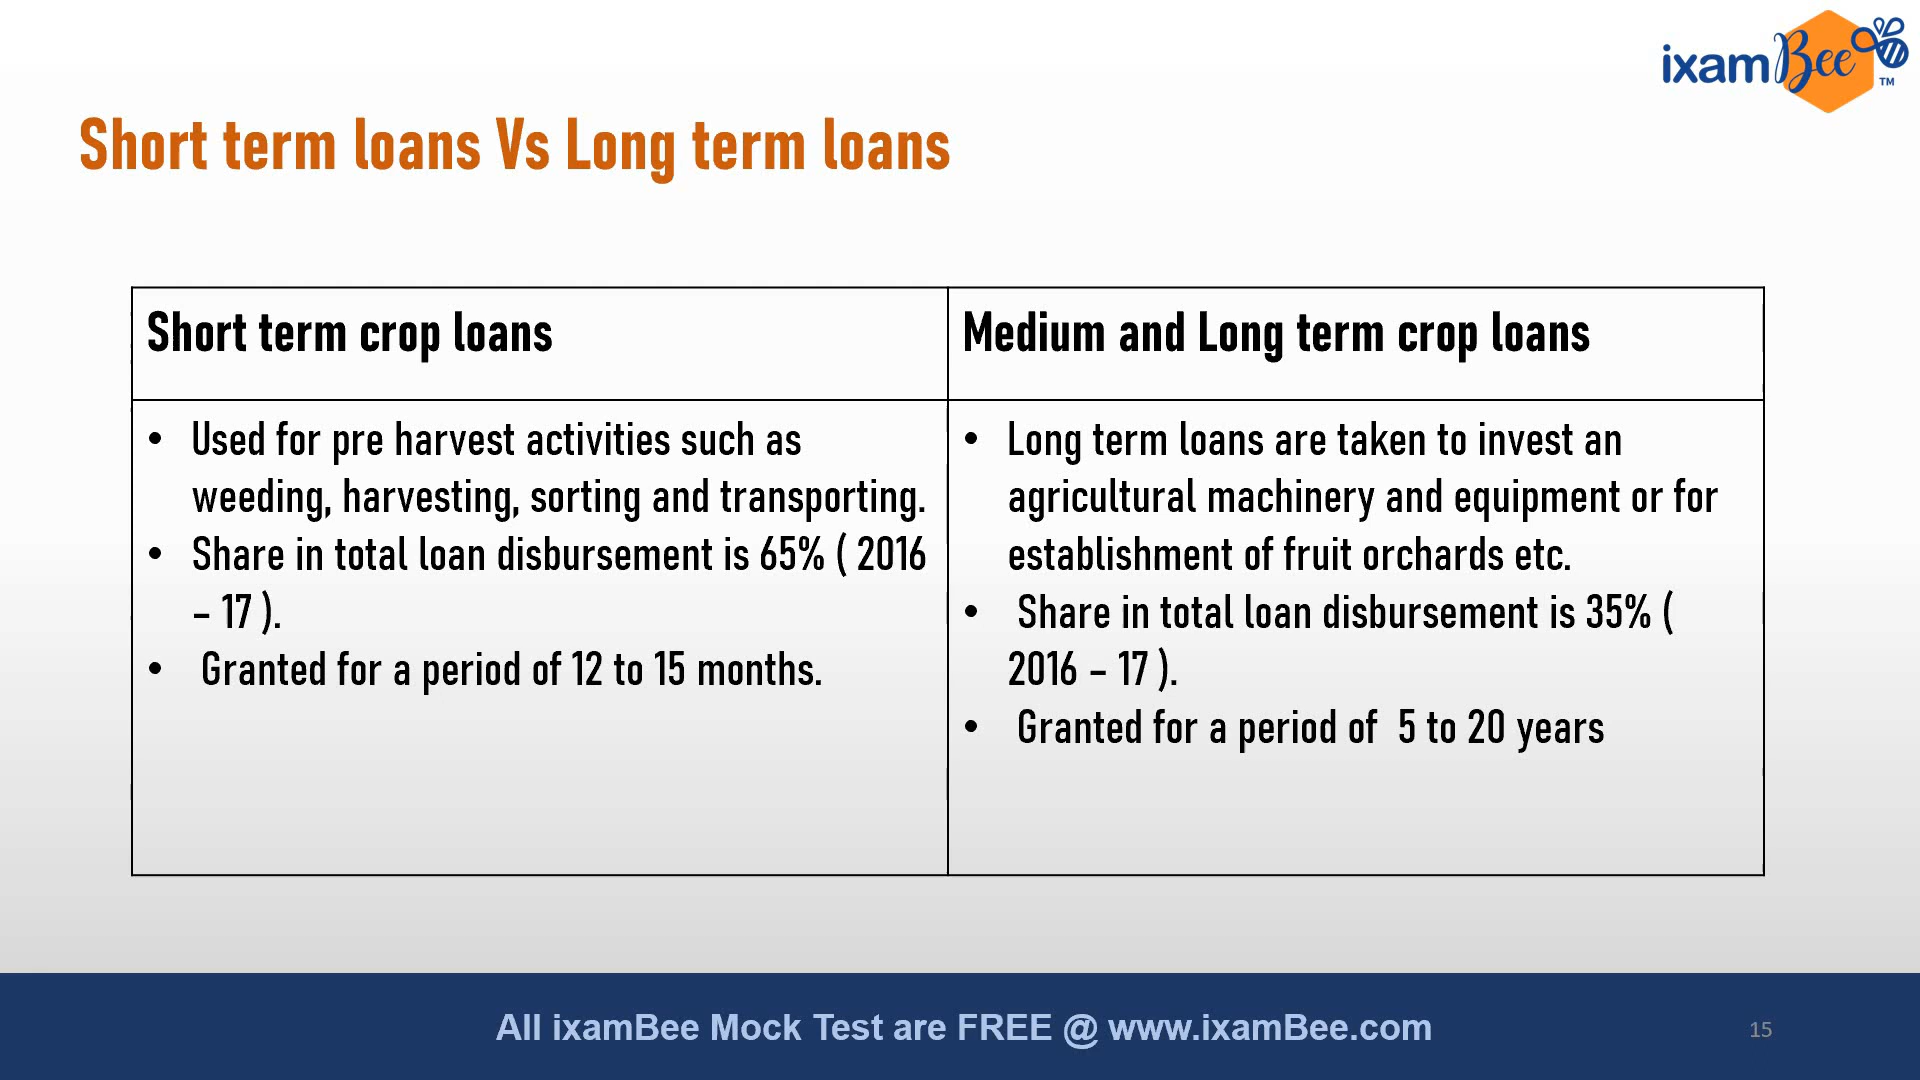 ixamBee™
Short term loans Vs Long term loans
Short term crop loans
• Used for pre harvest activities such as
weeding, harvesting, sorting and transporting.
• Share in total loan disbursement is 65% ( 2016
– 17 ).
• Granted for a period of 12 to 15 months.
Medium and Long term crop loans
• Long term loans are taken to invest an
agricultural machinery and equipment or for
establishment of fruit orchards etc.
• Share in total loan disbursement is 35% (
2016 – 17 ).
• Granted for a period of 5 to 20 years
All ixamBee Mock Test are FREE @ www.ixamBee.com
15